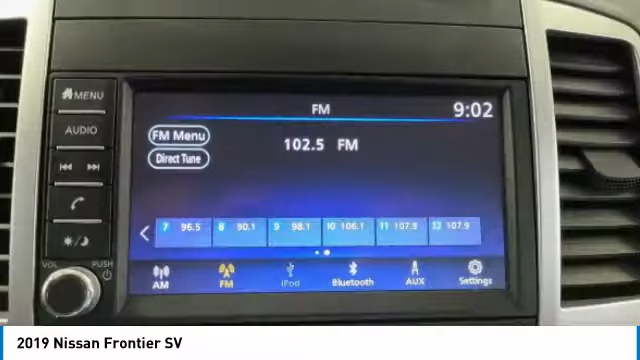 FM
9:02
MENU
AUDIO
FM Menu
Direct Tune
102.5 FM
7 96.5 8 90.1 9 98.1 10 106.1 11 107.9 12 107.9
VOL PUSH
AM FM iPod Bluetooth AUX Settings
2019 Nissan Frontier SV